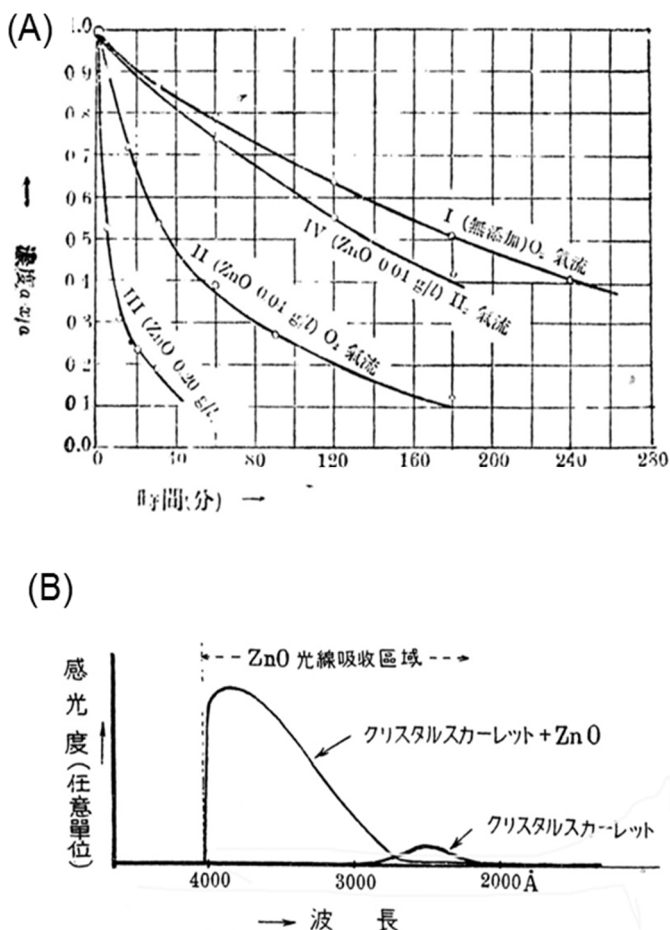 (A)
1.0
0.9
0.8
0.7
0.6
0.5
0.4
0.3
0.2
0.1
0.0
I (無添加)O₂ 氣流
IV (ZnO 0.01 g/l) H₂ 氣流
II (ZnO 0.01 g/l) O₂ 氣流
III (ZnO 0.20 g/l
0 40 80 120 160 200 240 280
時間(分) →
(B)
感光度(任意單位)
ZnO 光線吸收區域
クリスタルスカーレット+ZnO
クリスタルスカーレット
4000 3000 2000Å
→ 波 長